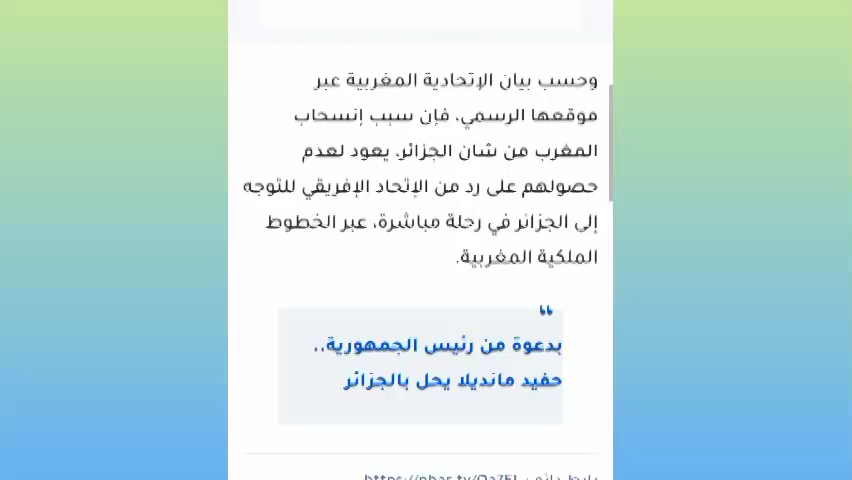 وحسب بيان الإتحادية المغربية عبر
موقعها الرسمي، فإن سبب إنسحاب
المغرب من شان الجزائر، يعود لعدم
حصولهم على رد من الإتحاد الإفريقي للتوجه
إلى الجزائر في رحلة مباشرة، عبر الخطوط
الملكية المغربية.
"
بدعوة من رئيس الجمهورية..
حفيد مانديلا يحل بالجزائر